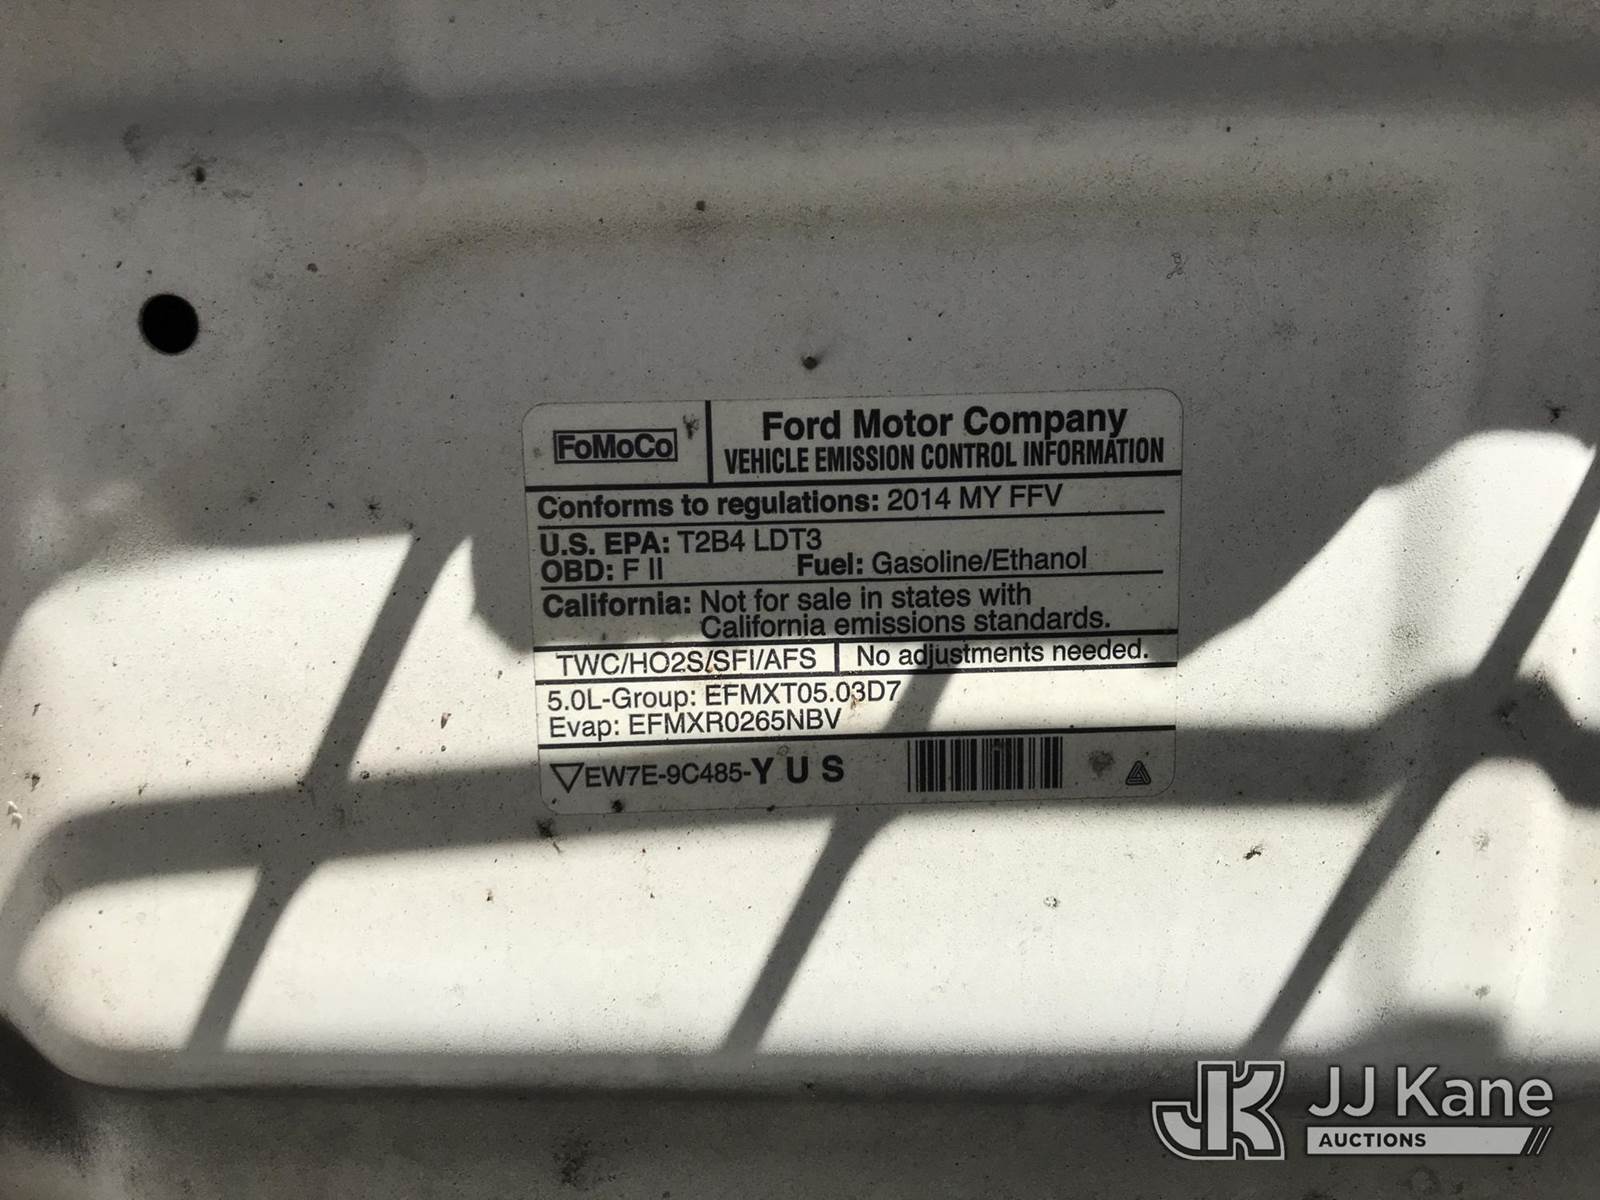 FoMoCo
Ford Motor Company
VEHICLE EMISSION CONTROL INFORMATION
Conforms to regulations: 2014 MY FFV
U.S. EPA: T2B4 LDT3
OBD: F II Fuel: Gasoline/Ethanol
California: Not for sale in states with
California emissions standards.
TWC/HO2S/SFI/AFS No adjustments needed.
5.0L-Group: EFMXT05.03D7
Evap: EFMXR0265NBV
EW7E-9C485-Y U S
JK JJ Kane
AUCTIONS